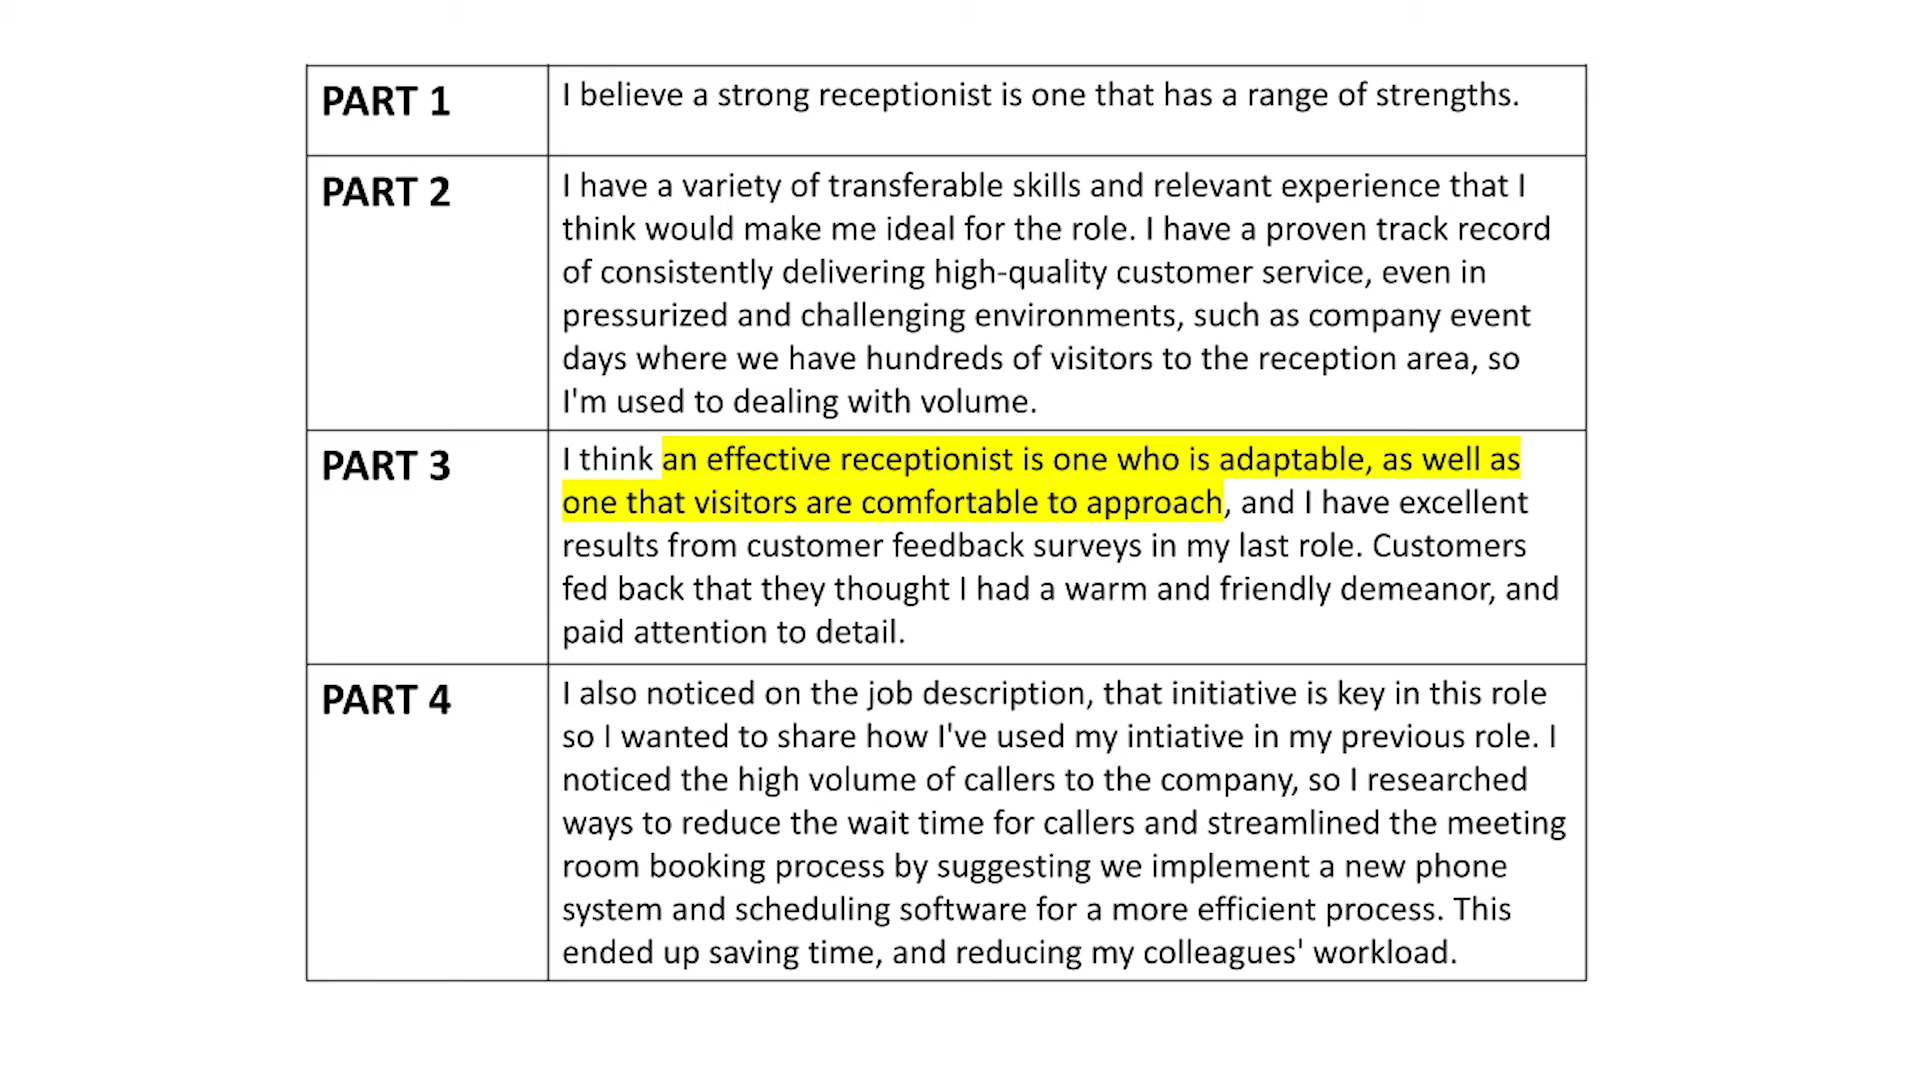 PART 1
I believe a strong receptionist is one that has a range of strengths.
PART 2
I have a variety of transferable skills and relevant experience that I
think would make me ideal for the role. I have a proven track record
of consistently delivering high-quality customer service, even in
pressurized and challenging environments, such as company event
days where we have hundreds of visitors to the reception area, so
I'm used to dealing with volume.
PART 3
I think an effective receptionist is one who is adaptable, as well as
one that visitors are comfortable to approach, and I have excellent
results from customer feedback surveys in my last role. Customers
fed back that they thought I had a warm and friendly demeanor, and
paid attention to detail.
PART 4
I also noticed on the job description, that initiative is key in this role
so I wanted to share how I've used my intiative in my previous role. I
noticed the high volume of callers to the company, so I researched
ways to reduce the wait time for callers and streamlined the meeting
room booking process by suggesting we implement a new phone
system and scheduling software for a more efficient process. This
ended up saving time, and reducing my colleagues' workload.